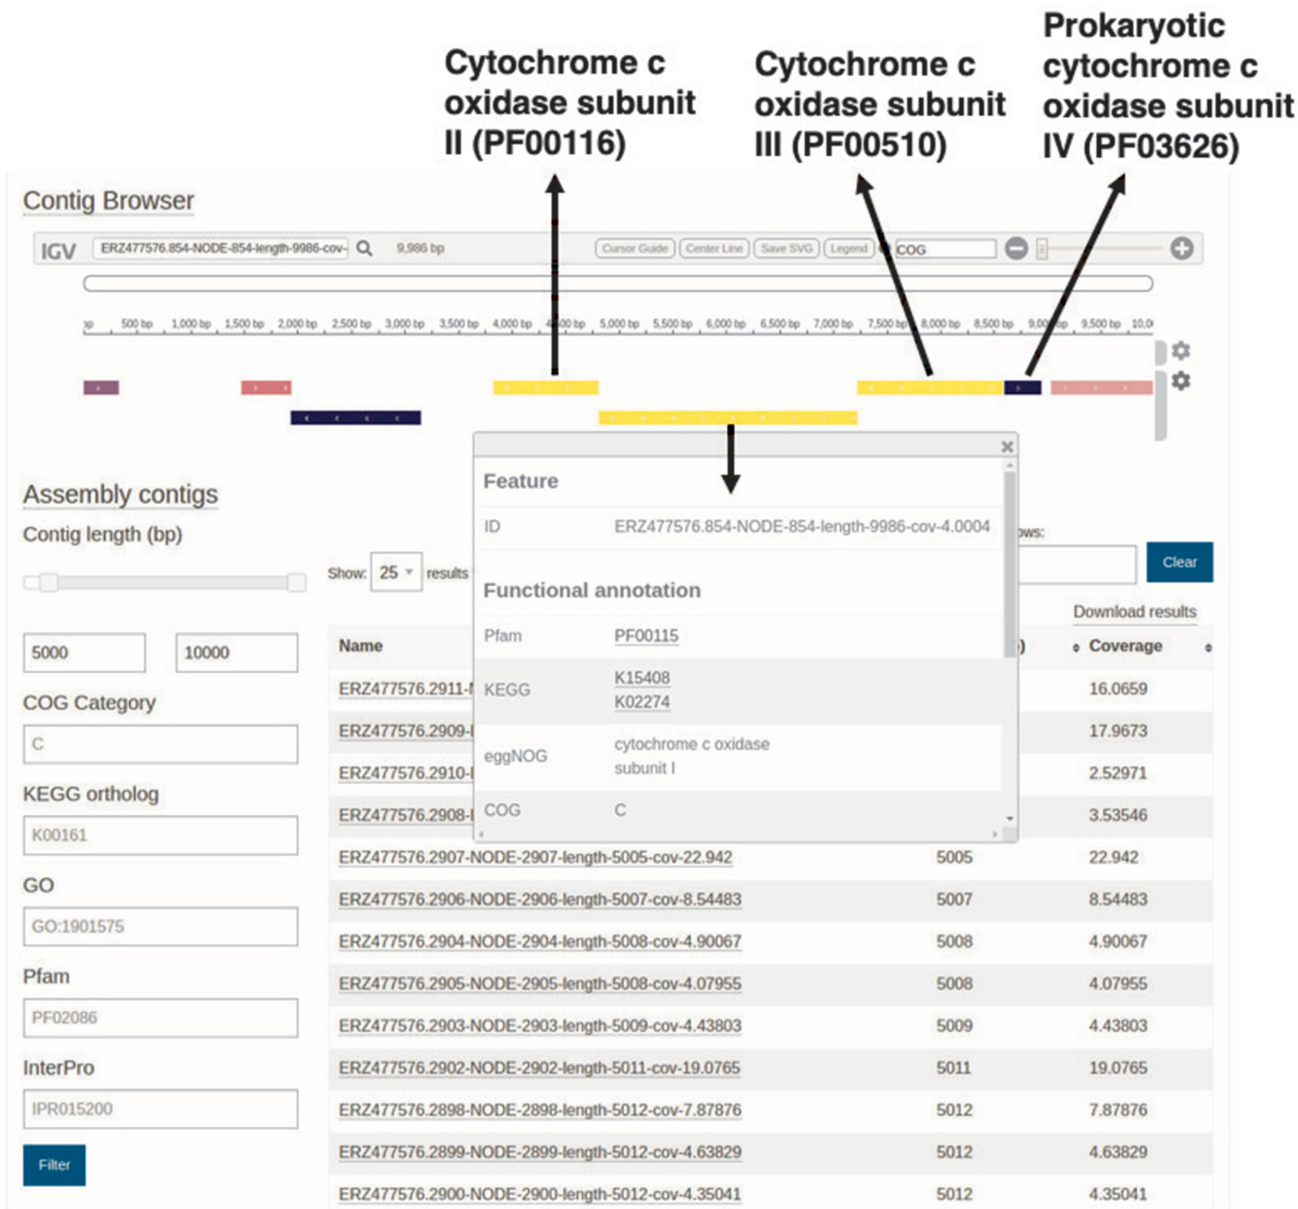 Cytochrome c
oxidase subunit
II (PF00116)
Cytochrome c
oxidase subunit
III (PF00510)
Prokaryotic
cytochrome c
oxidase subunit
IV (PF03626)
Contig Browser
IGV ERZ477576.854-NODE-854-length-9986-cov- 9,986 bp Cursor Guide Center Line Save SVG Legend COG
500 bp 1,000 bp 1,500 bp 2,000 bp 2,500 bp 3,000 bp 3,500 bp 4,000 bp 5,000 bp 5,500 bp 6,000 bp 6,500 bp 7,000 bp 7,500 bp 8,000 bp 8,500 bp 9,500 bp
Feature
ID ERZ477576.854-NODE-854-length-9986-cov-4.0004
Functional annotation
Pfam PF00115
KEGG K15408
K02274
eggNOG cytochrome c oxidase
subunit I
COG C
Assembly contigs
Contig length (bp)
5000 10000
COG Category
C
KEGG ortholog
K00161
GO
GO:1901575
Pfam
PF02086
InterPro
IPR015200
Filter
Show: 25 results
Clear
Download results
Name Coverage
ERZ477576.2911- 16.0659
ERZ477576.2909- 17.9673
ERZ477576.2910- 2.52971
ERZ477576.2908- 3.53546
ERZ477576.2907-NODE-2907-length-5005-cov-22.942 5005 22.942
ERZ477576.2906-NODE-2906-length-5007-cov-8.54483 5007 8.54483
ERZ477576.2904-NODE-2904-length-5008-cov-4.90067 5008 4.90067
ERZ477576.2905-NODE-2905-length-5008-cov-4.07955 5008 4.07955
ERZ477576.2903-NODE-2903-length-5009-cov-4.43803 5009 4.43803
ERZ477576.2902-NODE-2902-length-5011-cov-19.0765 5011 19.0765
ERZ477576.2898-NODE-2898-length-5012-cov-7.87876 5012 7.87876
ERZ477576.2899-NODE-2899-length-5012-cov-4.63829 5012 4.63829
ERZ477576.2900-NODE-2900-length-5012-cov-4.35041 5012 4.35041